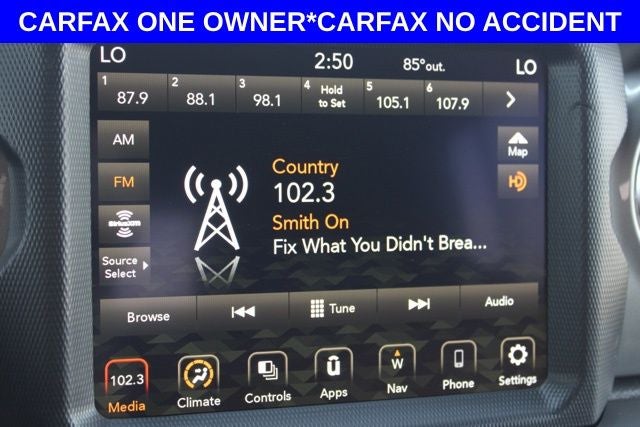 CARFAX ONE OWNER*CARFAX NO ACCIDENT
LO 2:50 85° out. LO
1 87.9 2 88.1 3 98.1 4 Hold to Set 5 105.1 6 107.9
AM
Map
FM
HD
SiriusXM
Source
Select
Country
102.3
Smith On
Fix What You Didn't Brea...
Browse Tune Audio
102.3 W
Media Climate Controls Apps Nav Phone Settings